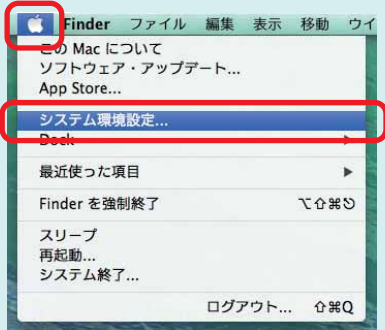 Finder ファイル 編集 表示 移動 ウイ
この Mac について
ソフトウェア・アップデート...
App Store...
システム環境設定...
Dock
最近使った項目
Finder を強制終了 ⌥⇧⌘⎋
スリープ
再起動...
システム終了...
ログアウト... ⇧⌘Q